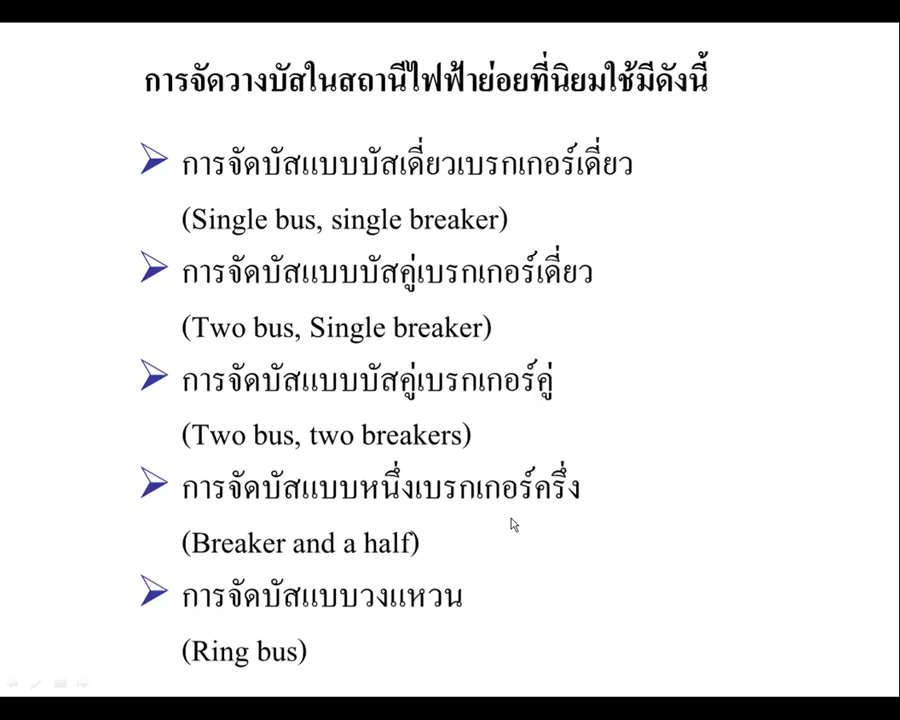 การจัดวางบัสในสถานีไฟฟ้าย่อยที่นิยมใช้มีดังนี้
การจัดบัสแบบบัสเดี่ยวเบรกเกอร์เดี่ยว
(Single bus, single breaker)
การจัดบัสแบบบัสคู่เบรกเกอร์เดี่ยว
(Two bus, Single breaker)
การจัดบัสแบบบัสคู่เบรกเกอร์คู่
(Two bus, two breakers)
การจัดบัสแบบหนึ่งเบรกเกอร์ครึ่ง
(Breaker and a half)
การจัดบัสแบบวงแหวน
(Ring bus)